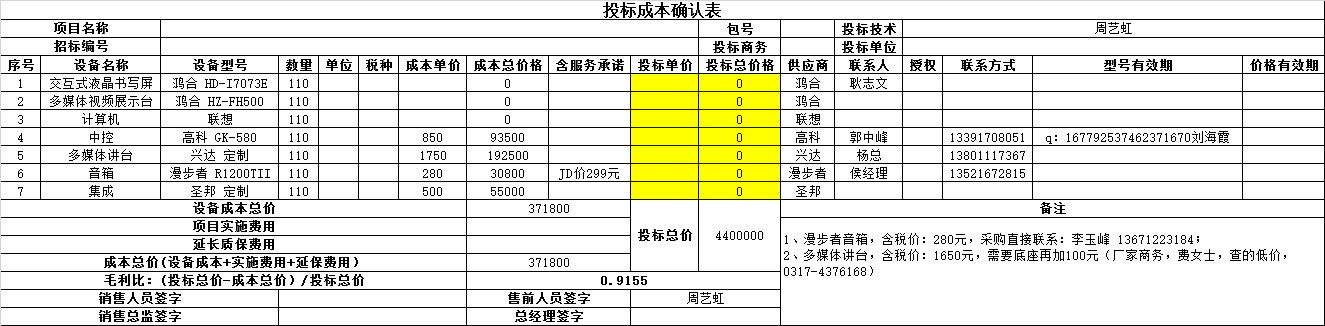 投标成本确认表
项目名称 包号 投标技术 周艺虹
招标编号 投标商务 投标单位
序号 设备名称 设备型号 数量 单位 税种 成本单价 成本总价格 含服务承诺 投标单价 投标总价格 供应商 联系人 授权 联系方式 型号有效期 价格有效期
1 交互式液晶书写屏 鸿合 HD-I7073E 110 0 0 鸿合 耿志文
2 多媒体视频展示台 鸿合 HZ-FH500 110 0 0 鸿合
3 计算机 联想 110 0 0 联想
4 中控 高科 GK-580 110 850 93500 0 高科 郭中峰 13391708051 q：167792537462371670刘海霞
5 多媒体讲台 兴达 定制 110 1750 192500 0 兴达 杨总 13801117367
6 音箱 漫步者 R1200TII 110 280 30800 JD价299元 0 漫步者 侯经理 13521672815
7 集成 圣邦 定制 110 500 55000 0 圣邦
设备成本总价 371800 备注
项目实施费用
延长质保费用
成本总价(设备成本+实施费用+延保费用) 371800
投标总价 4400000
毛利比：(投标总价-成本总价)/投标总价 0.9155
1、漫步者音箱，含税价：280元，采购直接联系：李玉峰 13671223184；
2、多媒体讲台，含税价：1650元，需要底座再加100元（厂家商务，费女士，查的低价，
0317-4376168）
销售人员签字 售前人员签字 周艺虹
销售总监签字 总经理签字